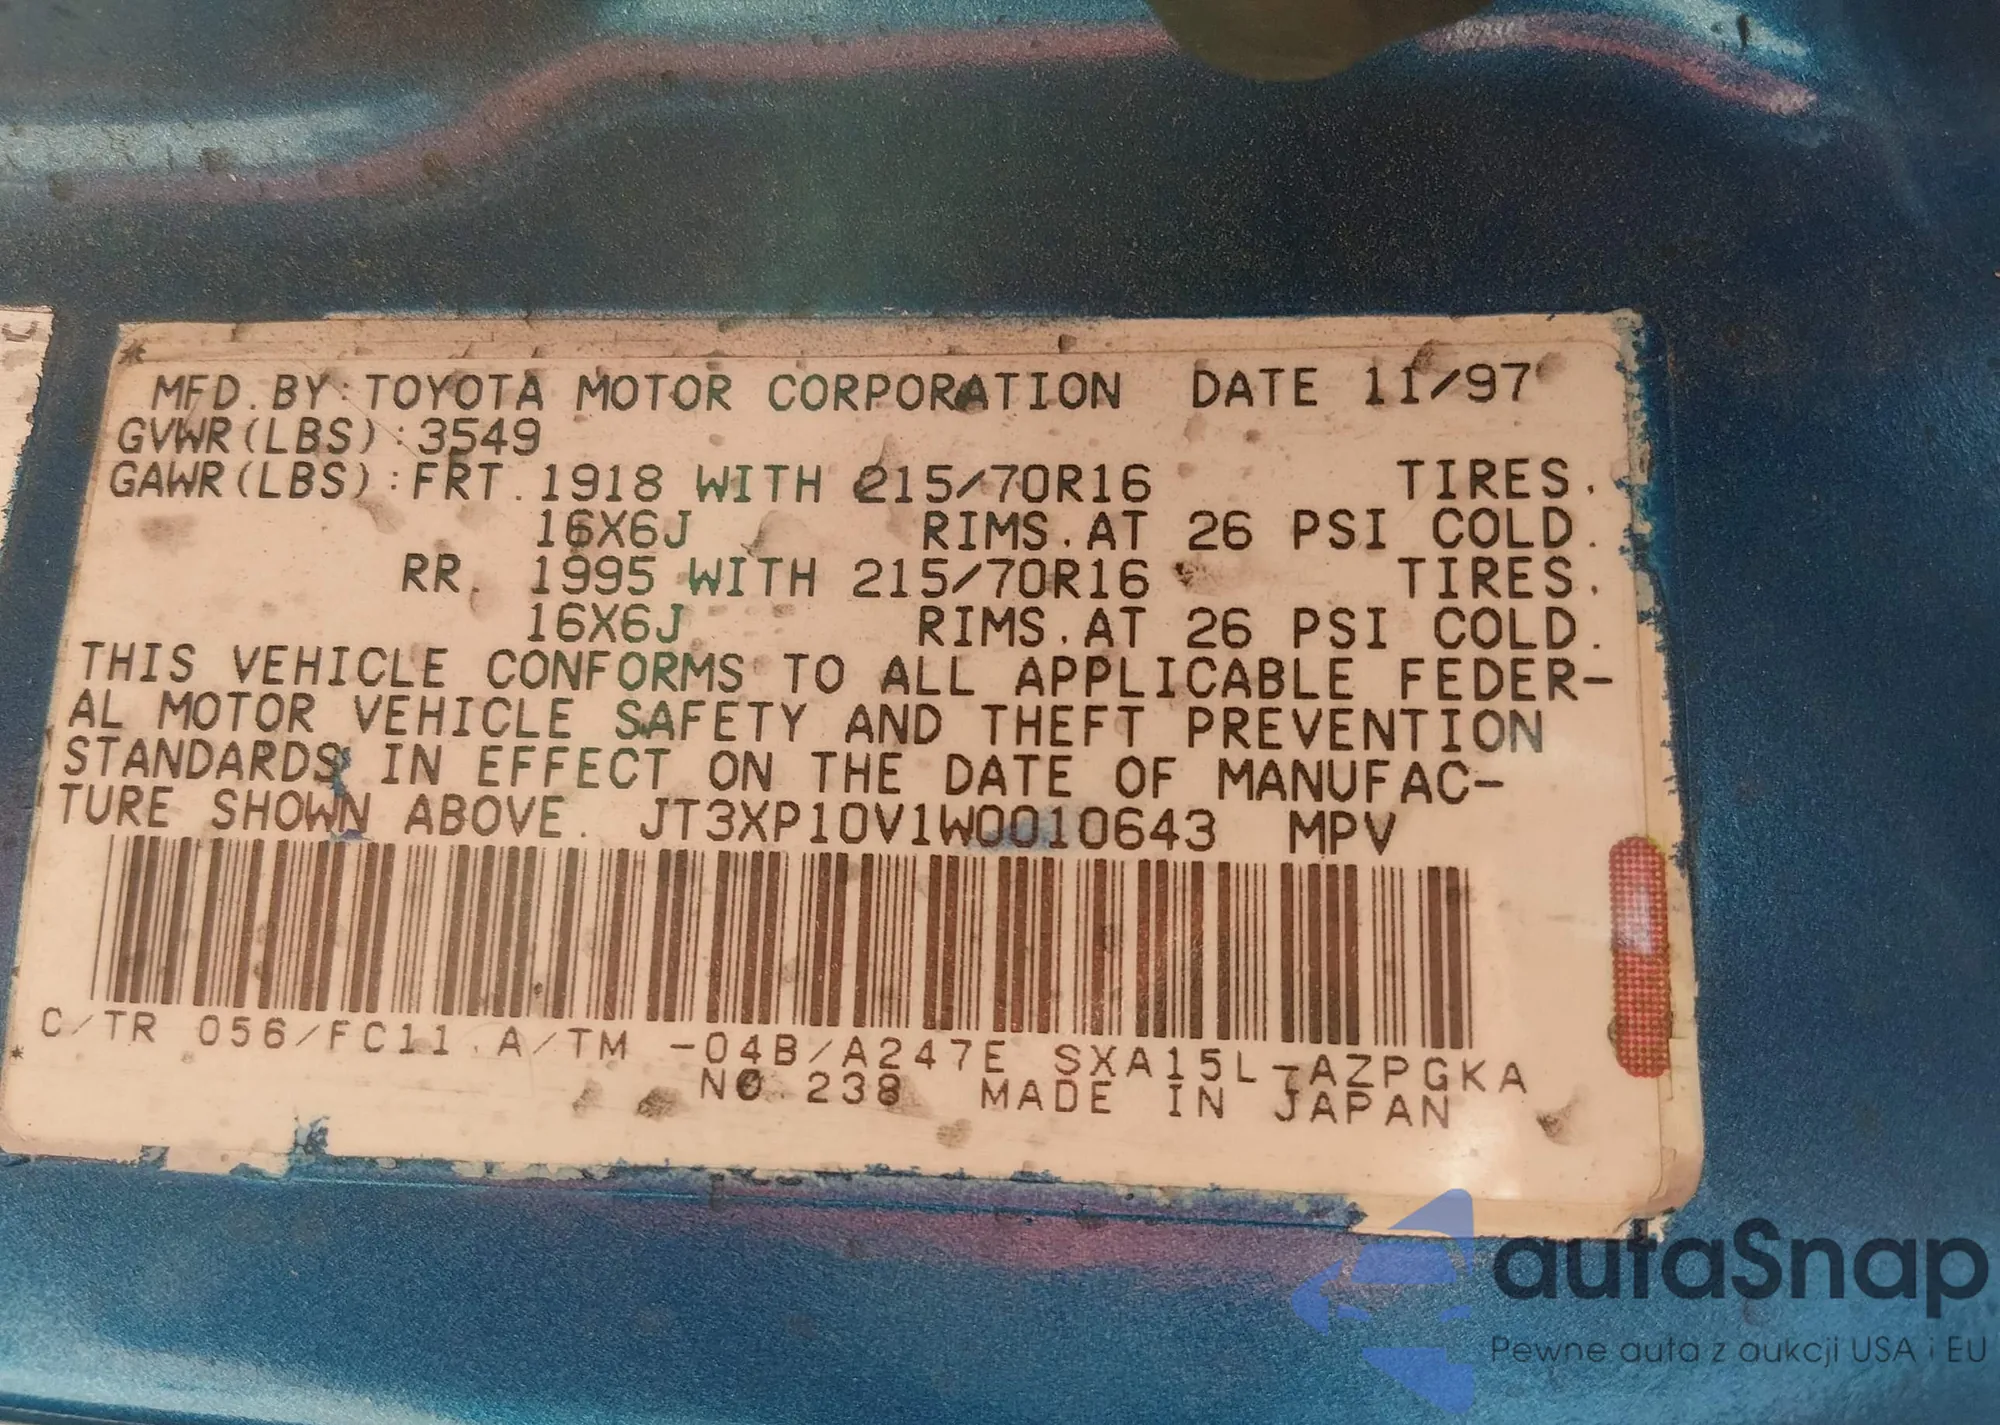 MFD. BY: TOYOTA MOTOR CORPORATION DATE 11/97
GVWR(LBS):3549
GAWR(LBS):FRT. 1918 WITH 215/70R16 TIRES.
16X6J RIMS.AT 26 PSI COLD.
RR. 1995 WITH 215/70R16 TIRES.
16X6J RIMS.AT 26 PSI COLD.
THIS VEHICLE CONFORMS TO ALL APPLICABLE FEDER-
AL MOTOR VEHICLE SAFETY AND THEFT PREVENTION
STANDARDS IN EFFECT ON THE DATE OF MANUFAC-
TURE SHOWN ABOVE. JT3XP10V1W0010643 MPV
C/TR 056/FC11 A/TM -04B/A247E SXA15L-AZPGKA
NO. 238 MADE IN JAPAN
autaSnap
Pewne auta z aukcji USA i EU